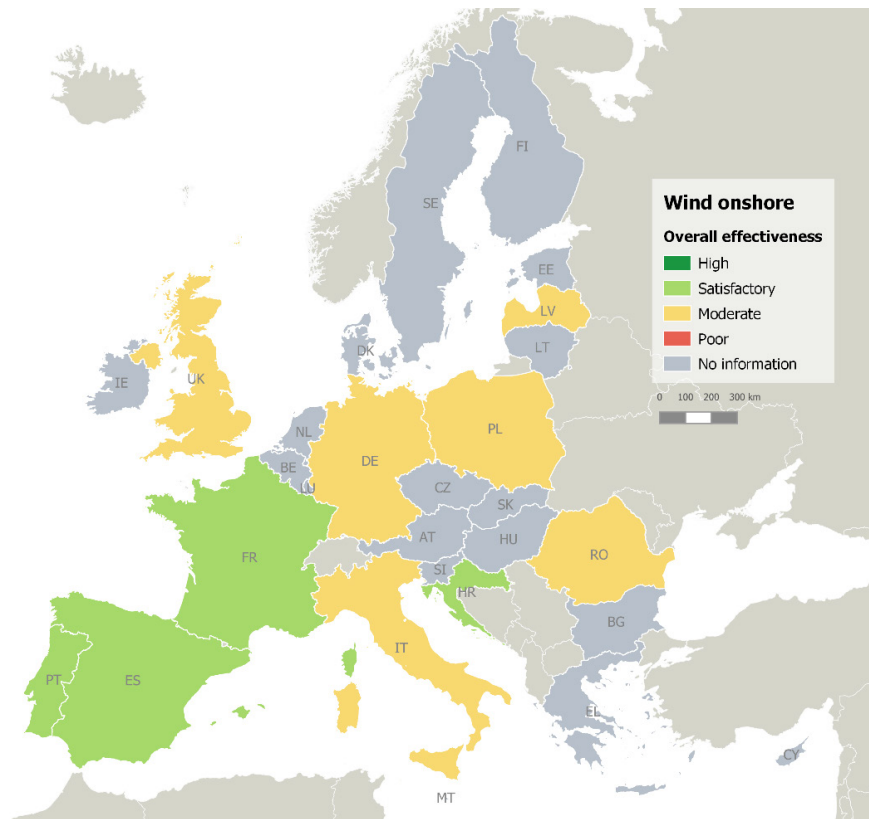 FI
SE
Wind onshore
Overall effectiveness
High
Satisfactory
Moderate
Poor
No information
0 100 200 300 km
EE
LV
LT
DK
IE
UK
NL
BE
LU
DE
PL
CZ
SK
AT
HU
SI
HR
RO
FR
BG
IT
PT
ES
EL
CY
MT